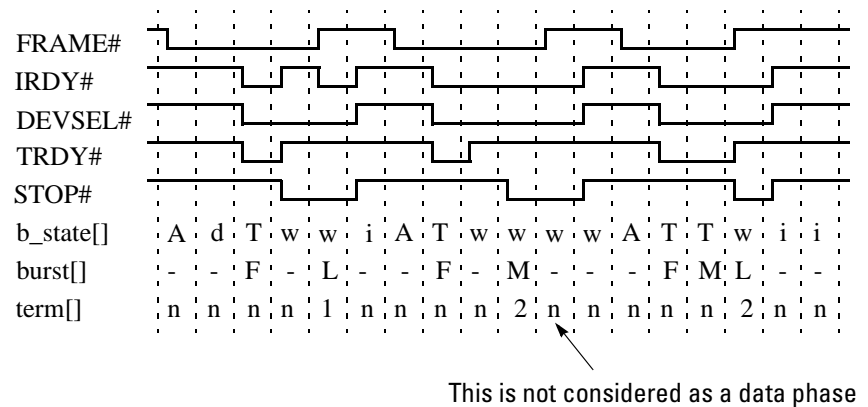 FRAME#
IRDY#
DEVSEL#
TRDY#
STOP#
b_state[] A d T w w i A T w w w w A T T w i i
burst[] - - F - L - - F - M - - - F M L - -
term[] n n n n 1 n n n n 2 n n n n n 2 n n
This is not considered as a data phase